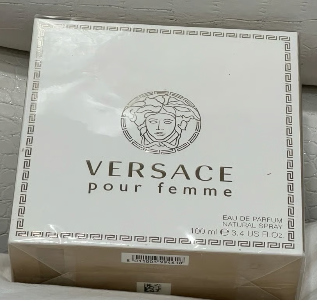 VERSACE
pour femme
EAU DE PARFUM
NATURAL SPRAY
100 ml ℮ 3.4 US Fl.Oz.